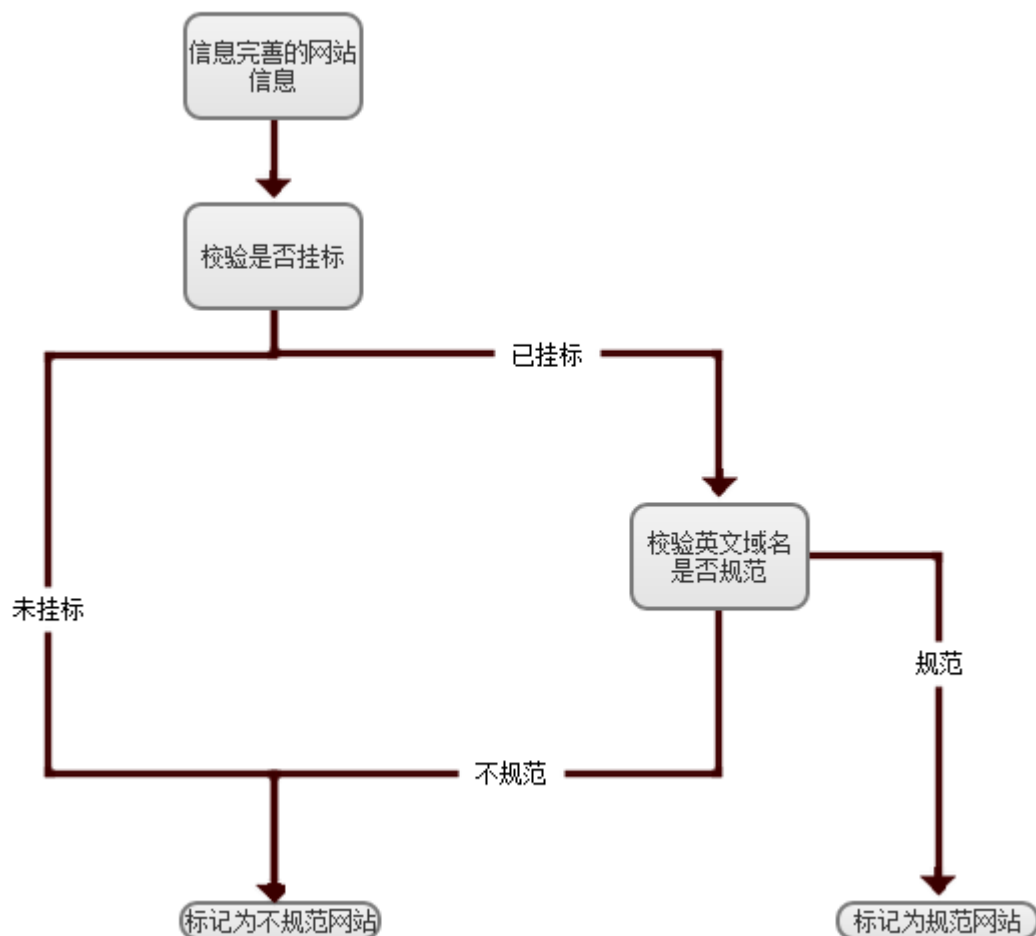 信息完善的网站
信息
校验是否挂标
已挂标
校验英文域名
是否规范
未挂标
规范
不规范
标记为不规范网站
标记为规范网站